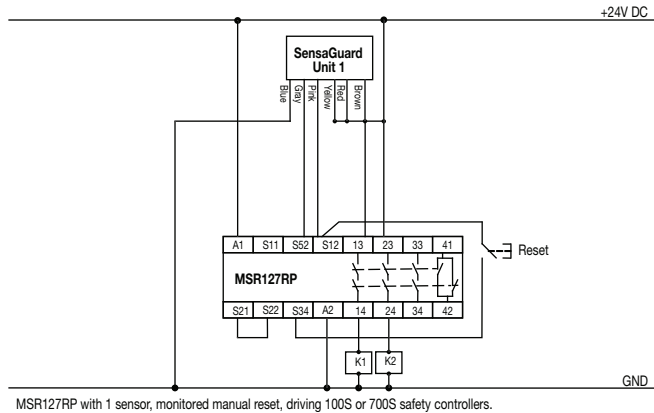 +24V DC
SensaGuard
Unit 1
Blue
Gray
Pink
Yellow
Red
Brown
A1 S11 S52 S12 13 23 33 41
Reset
MSR127RP
S21 S22 S34 A2 14 24 34 42
K1 K2
GND
MSR127RP with 1 sensor, monitored manual reset, driving 100S or 700S safety controllers.